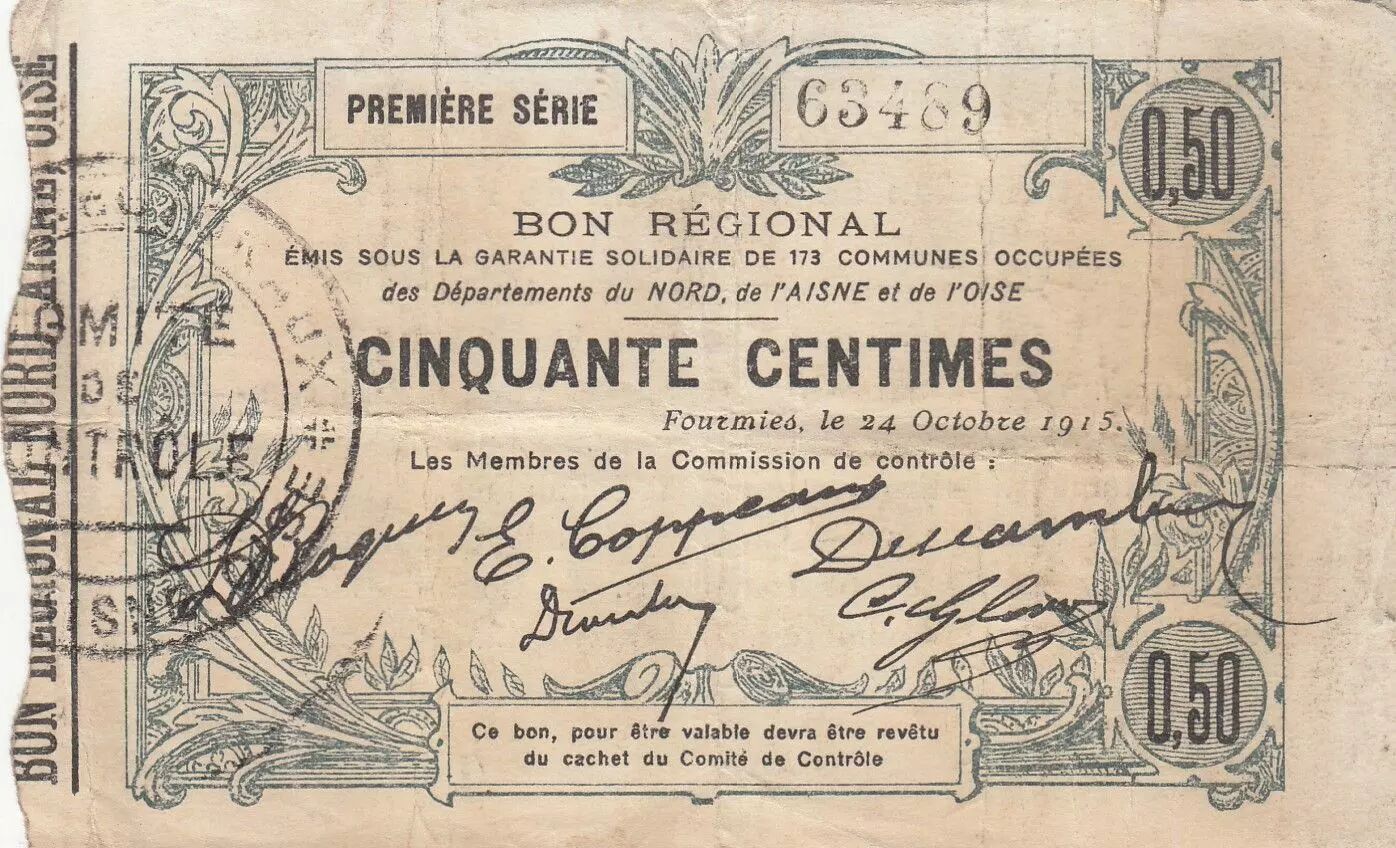 PREMIÈRE SÉRIE
63489
0,50
BON RÉGIONAL
ÉMIS SOUS LA GARANTIE SOLIDAIRE DE 173 COMMUNES OCCUPÉES
des Départements du NORD, de l'AISNE et de l'OISE
CINQUANTE CENTIMES
Fourmies, le 24 Octobre 1915.
Les Membres de la Commission de contrôle :
E. Coppeaux
0,50
Ce bon, pour être valable devra être revêtu
du cachet du Comité de Contrôle
BON RÉGIONAL NORD, AISNE, OISE
MITÉ
DE
NTRÔLE